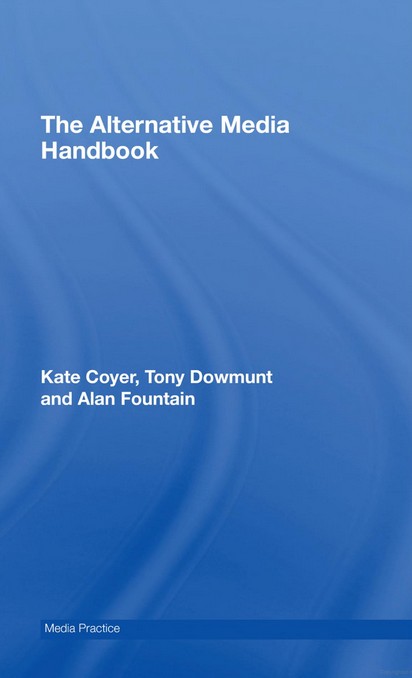 The Alternative Media
Handbook
Kate Coyer, Tony Dowmunt
and Alan Fountain
Media Practice